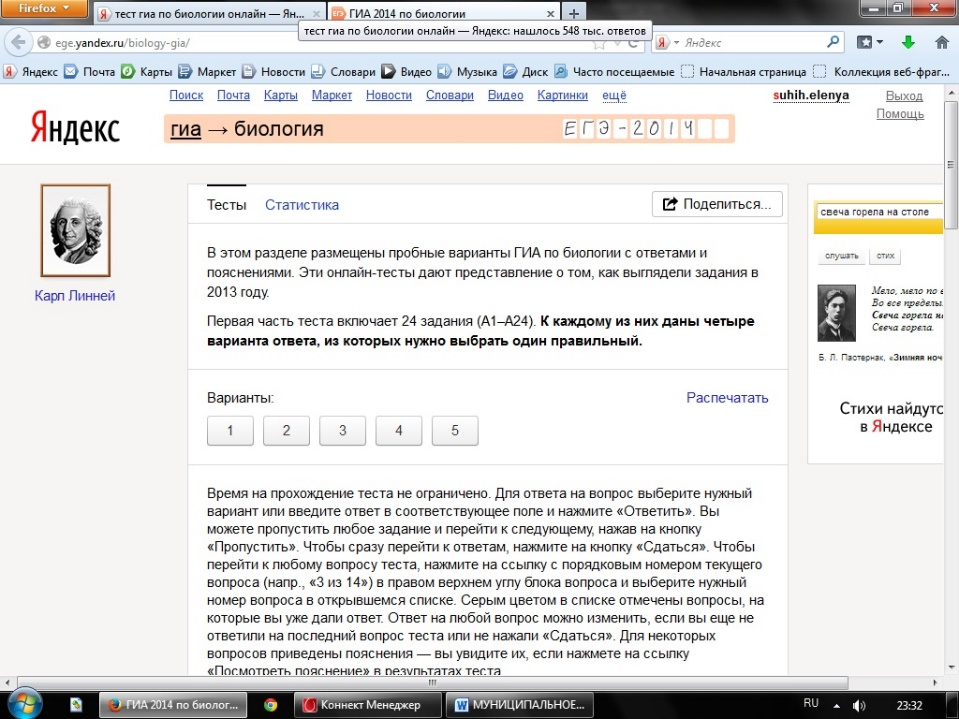 Firefox
тест гиа по биологии онлайн — Ян...
ГИА 2014 по биологии
тест гиа по биологии онлайн — Яндекс: нашлось 548 тыс. ответов
ege.yandex.ru/biology-gia/
Яндекс
Яндекс Почта Карты Маркет Новости Словари Видео Музыка Диск Часто посещаемые Начальная страница Коллекция веб-фраг...
Поиск Почта Карты Маркет Новости Словари Видео Картинки ещё
suhih.elenya
Выход
Помощь
Яндекс
гиа → биология
ЕГЭ-2014
Карл Линней
Тесты Статистика
Поделиться...
В этом разделе размещены пробные варианты ГИА по биологии с ответами и
пояснениями. Эти онлайн-тесты дают представление о том, как выглядели задания в
2013 году.
Первая часть теста включает 24 задания (А1–А24). К каждому из них даны четыре
варианта ответа, из которых нужно выбрать один правильный.
Варианты:
Распечатать
1 2 3 4 5
Время на прохождение теста не ограничено. Для ответа на вопрос выберите нужный
вариант или введите ответ в соответствующее поле и нажмите «Ответить». Вы
можете пропустить любое задание и перейти к следующему, нажав на кнопку
«Пропустить». Чтобы сразу перейти к ответам, нажмите на кнопку «Сдаться». Чтобы
перейти к любому вопросу теста, нажмите на ссылку с порядковым номером текущего
вопроса (напр., «3 из 14») в правом верхнем углу блока вопроса и выберите нужный
номер вопроса в открывшемся списке. Серым цветом в списке отмечены вопросы, на
которые вы уже дали ответ. Ответ на любой вопрос можно изменить, если вы еще не
ответили на последний вопрос теста или не нажали «Сдаться». Для некоторых
вопросов приведены пояснения — вы увидите их, если нажмете на ссылку
«Посмотреть пояснение» в результатах теста
свеча горела на столе
слушать стих
Мело, мело по в
Во все пределы.
Свеча горела н
Свеча горела.
Б. Л. Пастернак, «Зимняя ноч
Стихи найдутс
в Яндексе
ГИА 2014 по биолог...
Коннект Менеджер
МУНИЦИПАЛЬНОЕ...
RU
23:32